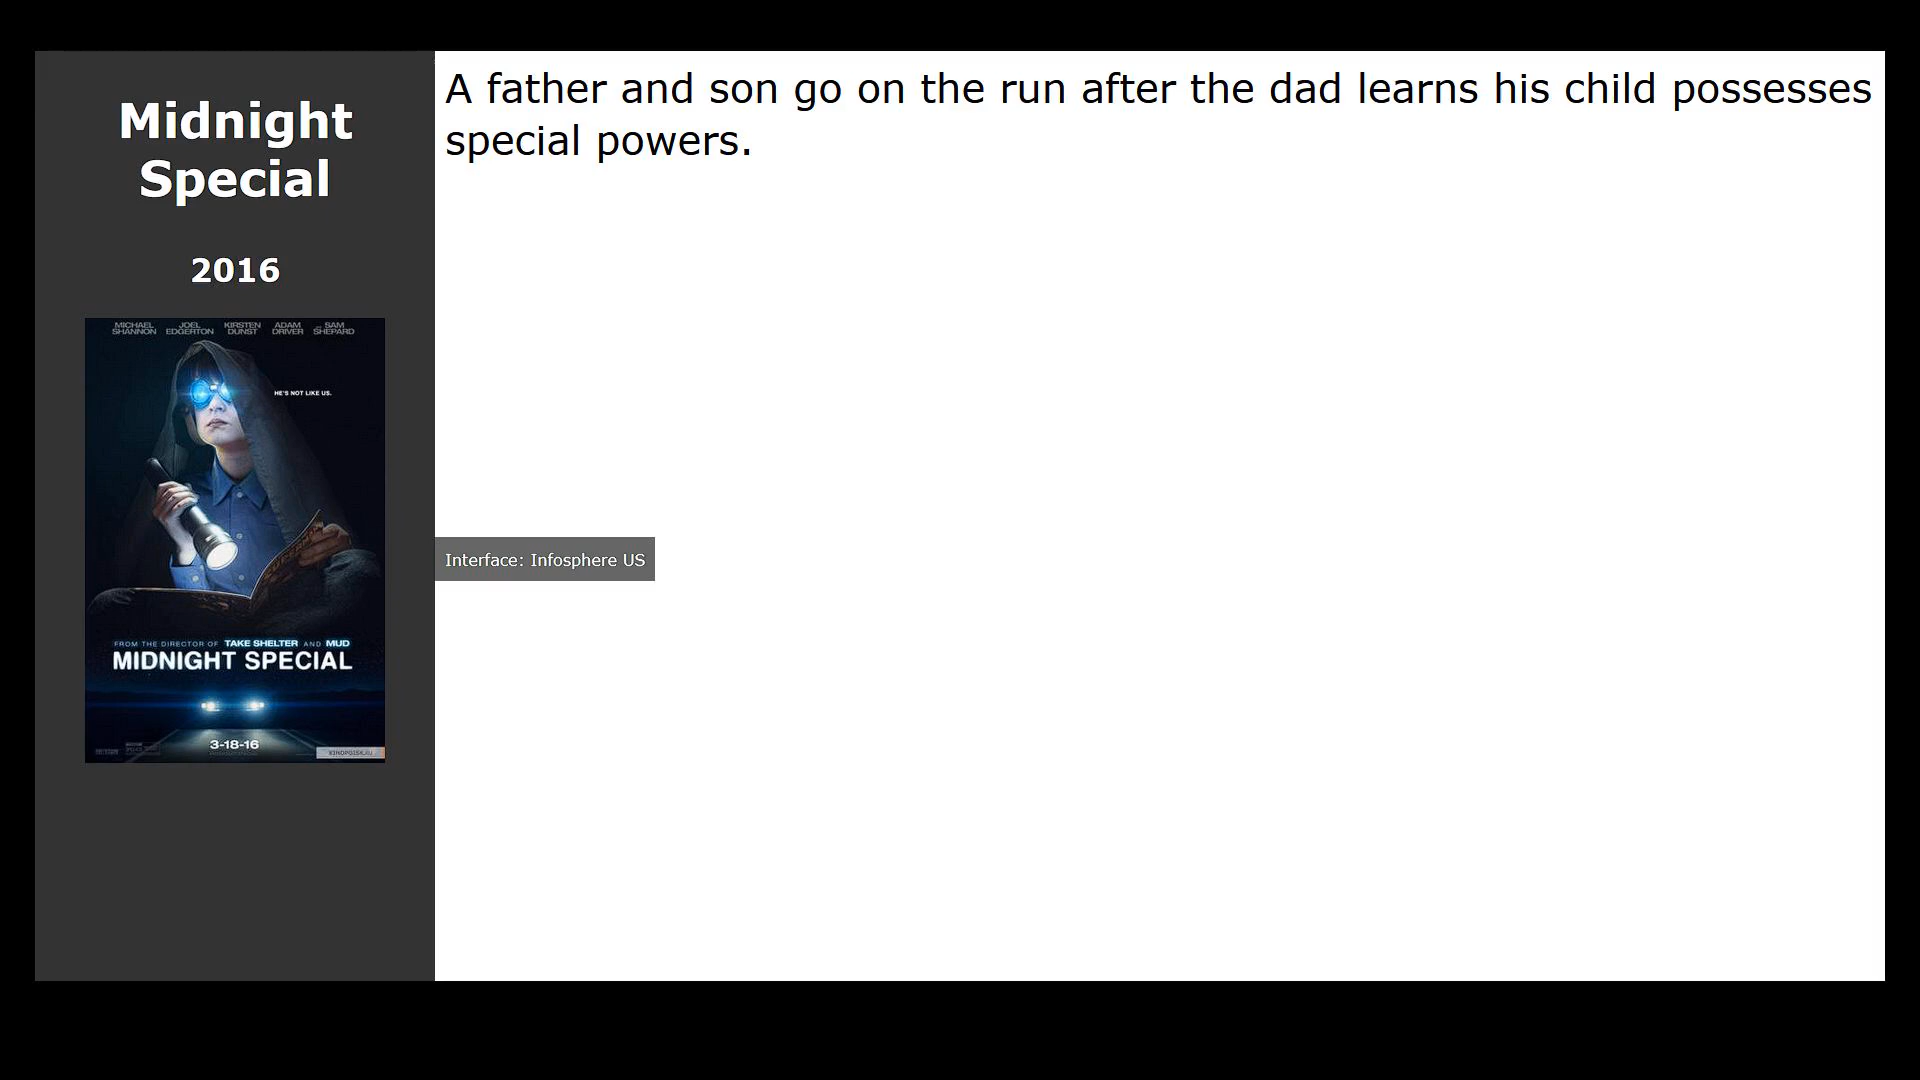 Midnight
Special
2016
MICHAEL SHANNON JOEL EDGERTON KIRSTEN DUNST ADAM DRIVER SAM SHEPARD
HE'S NOT LIKE US.
FROM THE DIRECTOR OF TAKE SHELTER AND MUD
MIDNIGHT SPECIAL
3-18-16
KINOPOISK.RU
A father and son go on the run after the dad learns his child possesses
special powers.
Interface: Infosphere US